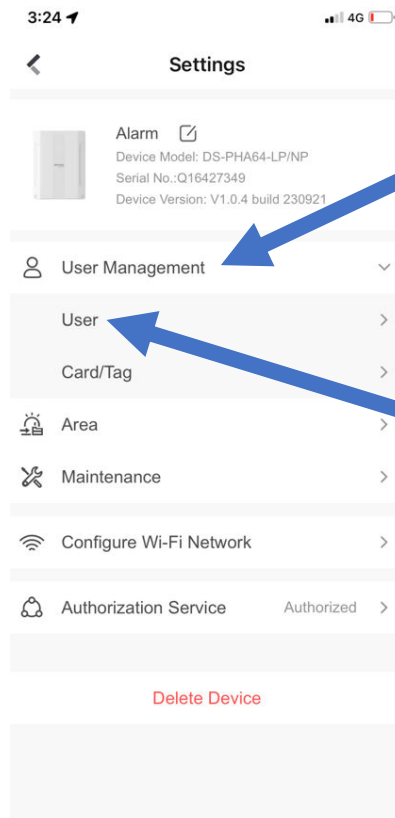 3:24
4G
Settings
Alarm
Device Model: DS-PHA64-LP/NP
Serial No.:Q16427349
Device Version: V1.0.4 build 230921
User Management
User
Card/Tag
Area
Maintenance
Configure Wi-Fi Network
Authorization Service Authorized
Delete Device